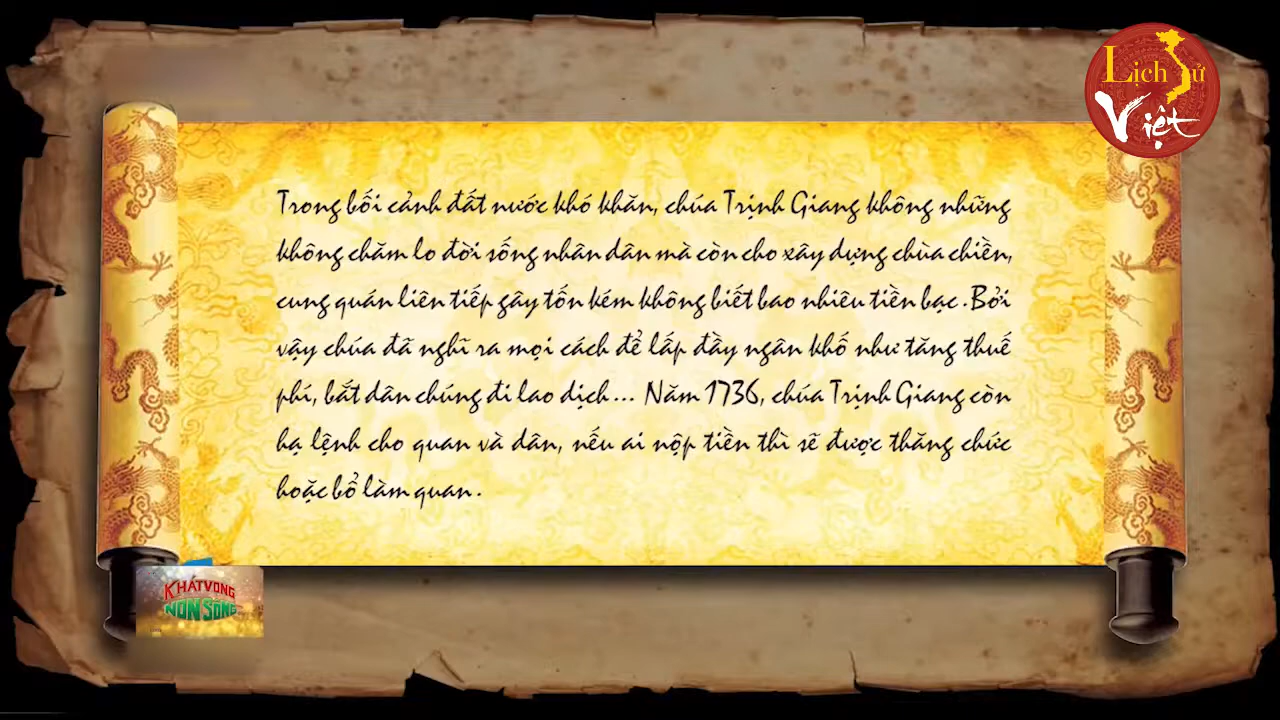 Lịch Sử
Việt
Trong bối cảnh đất nước khó khăn, chúa Trịnh Giang không những
không chăm lo đời sống nhân dân mà còn cho xây dựng chùa chiền,
cung quán liên tiếp gây tốn kém không biết bao nhiêu tiền bạc. Bởi
vậy chúa đã nghĩ ra mọi cách để lấp đầy ngân khố như tăng thuế
phí, bắt dân chúng đi lao dịch... Năm 1736, chúa Trịnh Giang còn
hạ lệnh cho quan và dân, nếu ai nộp tiền thì sẽ được thăng chức
hoặc bổ làm quan.
KHÁT VỌNG
NON SÔNG